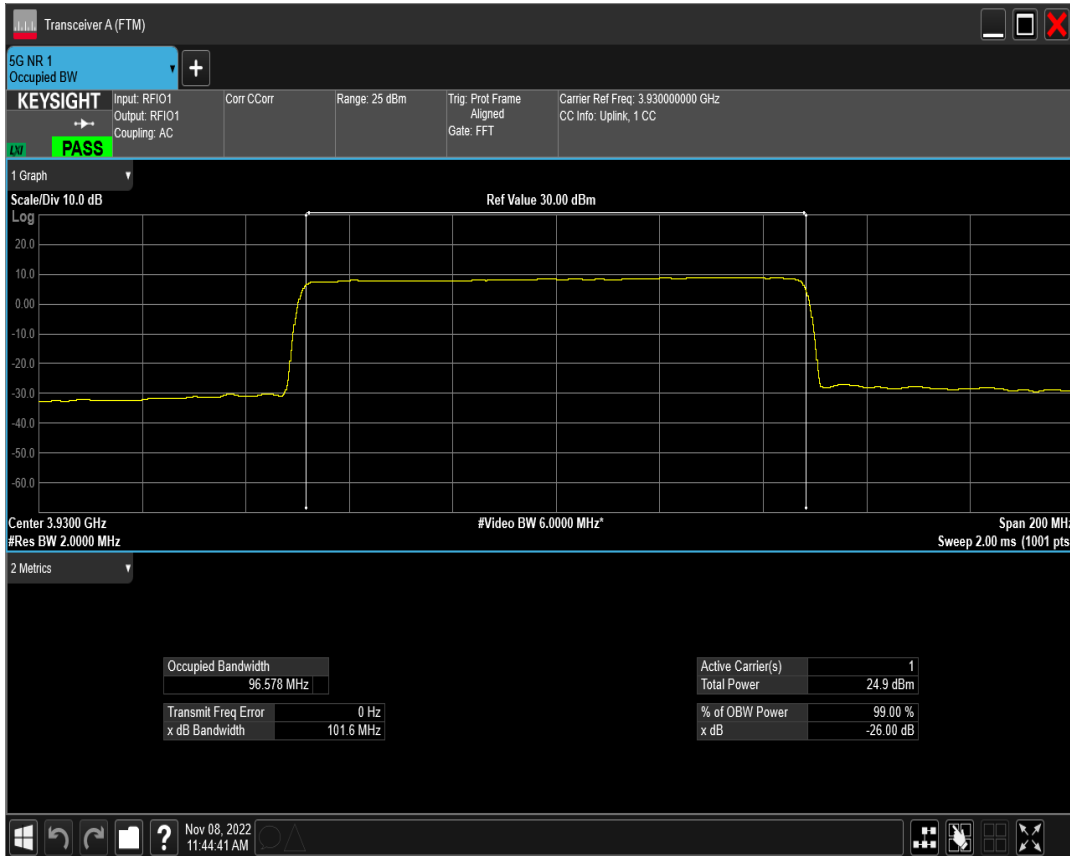 Transceiver A (FTM)
5G NR 1
Occupied BW
+
KEYSIGHT
LXI
PASS
Input: RFIO1
Output: RFIO1
Coupling: AC
Corr CCorr
Range: 25 dBm
Trig: Prot Frame
Aligned
Gate: FFT
Carrier Ref Freq: 3.930000000 GHz
CC Info: Uplink, 1 CC
1 Graph
Scale/Div 10.0 dB
Ref Value 30.00 dBm
Log
20.0
10.0
0.00
-10.0
-20.0
-30.0
-40.0
-50.0
-60.0
Center 3.9300 GHz
#Video BW 6.0000 MHz*
Span 200 MHz
#Res BW 2.0000 MHz
Sweep 2.00 ms (1001 pts
2 Metrics
Occupied Bandwidth
96.578 MHz
Transmit Freq Error 0 Hz
x dB Bandwidth 101.6 MHz
Active Carrier(s) 1
Total Power 24.9 dBm
% of OBW Power 99.00 %
x dB -26.00 dB
?
Nov 08, 2022
11:44:41 AM